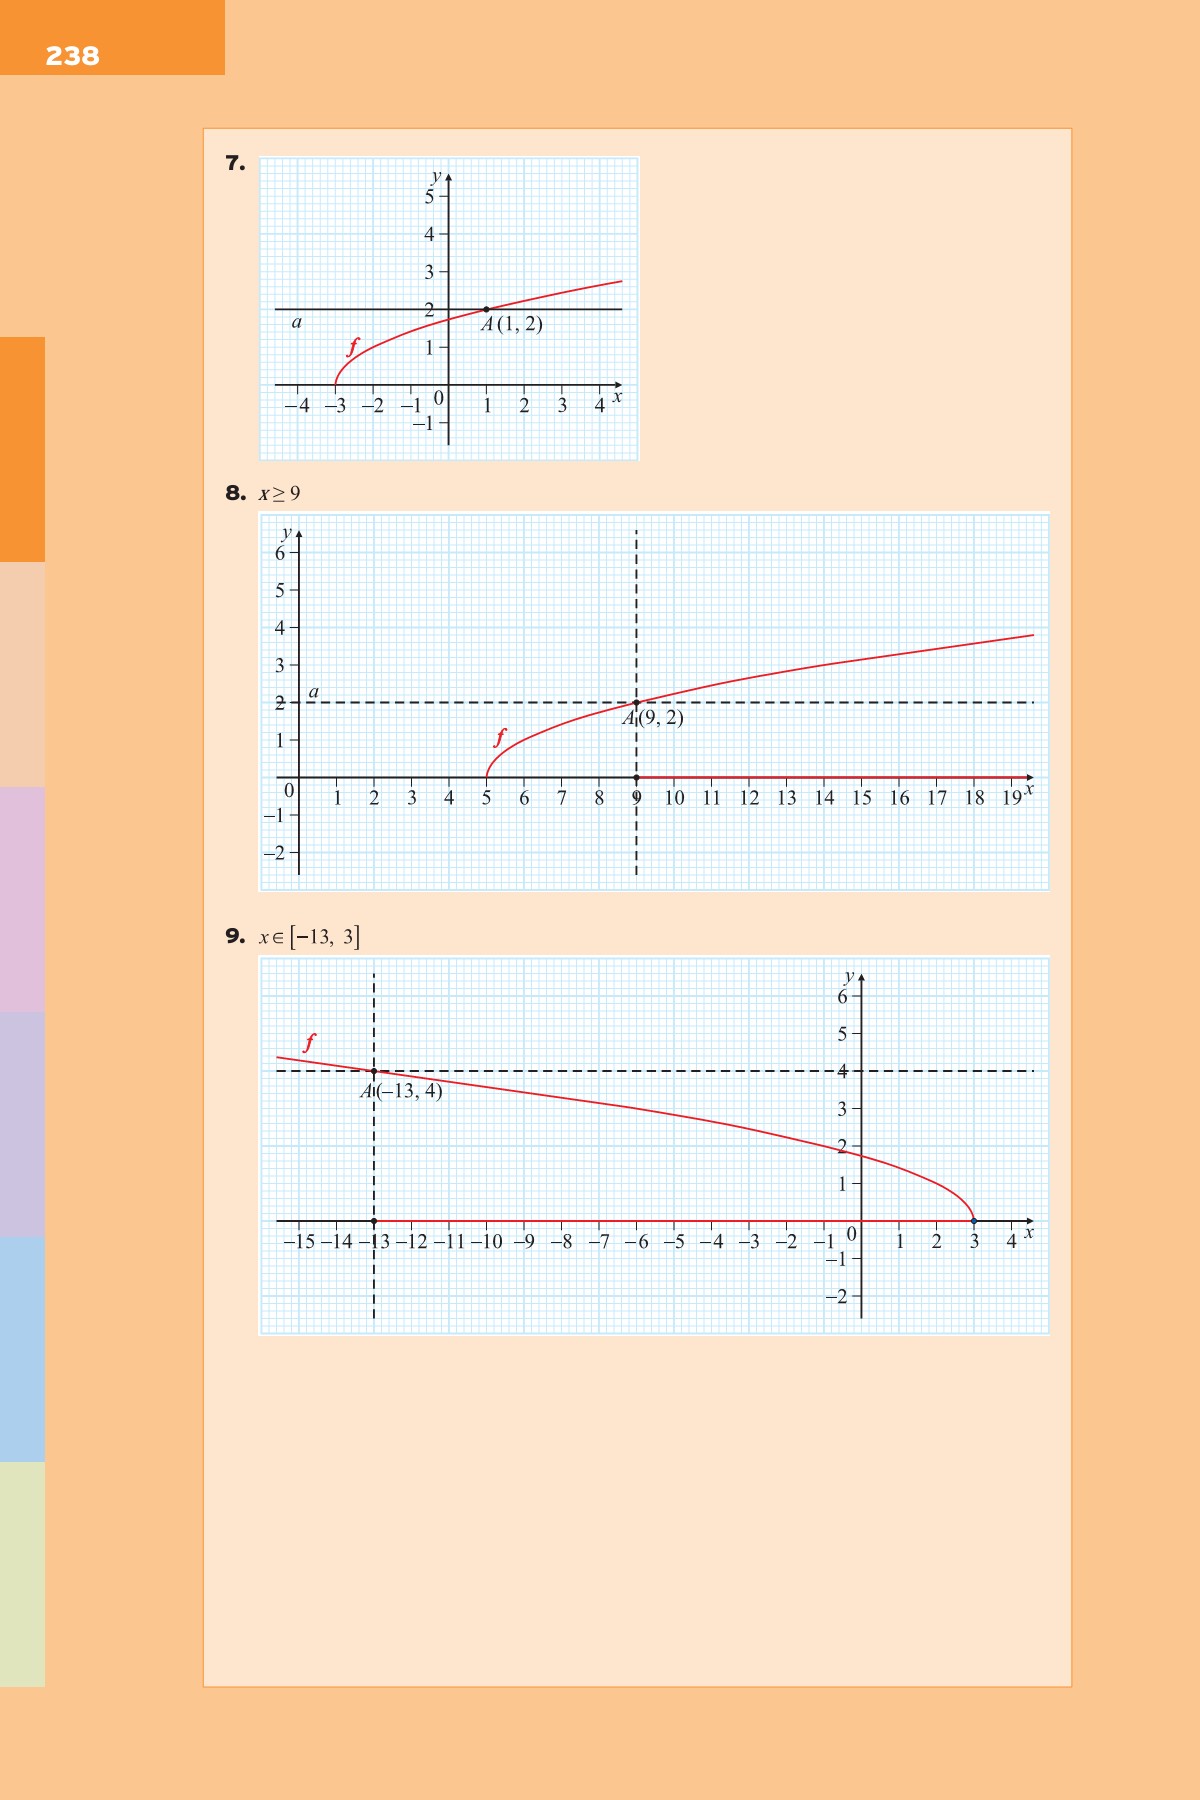 238
7.
y
5
4
3
2
a
A (1, 2)
f
1
–4 –3 –2 –1 0 1 2 3 4 x
–1
8. x ≥ 9
y
6
5
4
3
a
2
A (9, 2)
f
1
0 1 2 3 4 5 6 7 8 9 10 11 12 13 14 15 16 17 18 19 x
–1
–2
9. x ∈ [–13, 3]
y
6
5
f
4
A (–13, 4)
3
2
1
–15 –14 –13 –12 –11 –10 –9 –8 –7 –6 –5 –4 –3 –2 –1 0 1 2 3 4 x
–1
–2